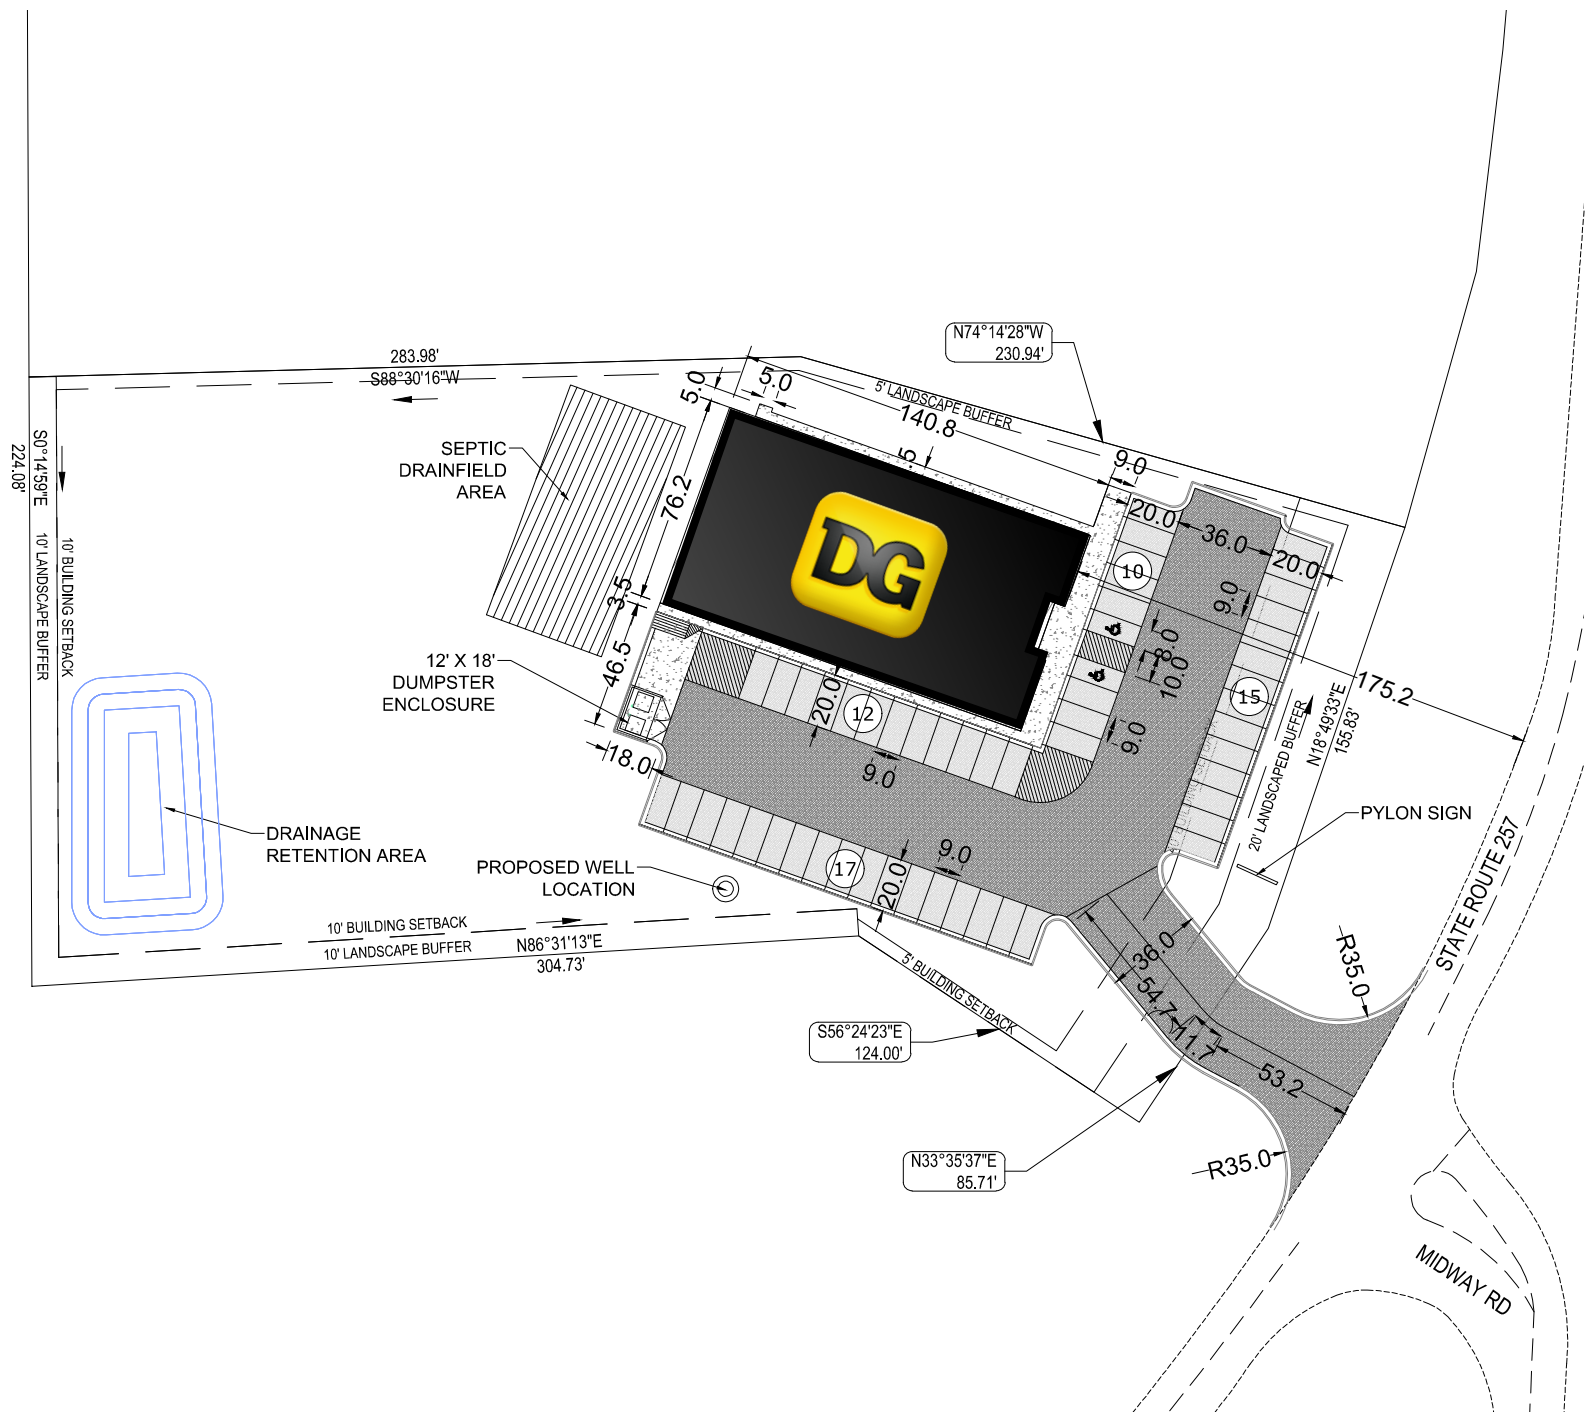 N74°14'28"W
230.94'
283.98'
S88°30'16"W
5.0
5.0
5' LANDSCAPE BUFFER
140.8
.5
9.0
S0°14'59"E
224.08'
10' LANDSCAPE BUFFER
10' BUILDING SETBACK
SEPTIC
DRAINFIELD
AREA
76.2
20.0
36.0
20.0
DG
10
9.0
3.5
46.5
12' X 18'
DUMPSTER
ENCLOSURE
8.0
10.0
175.2
15
N18°49'33"E
155.83'
20' LANDSCAPED BUFFER
20.0
12
9.0
9.0
18.0
PYLON SIGN
DRAINAGE
RETENTION AREA
PROPOSED WELL
LOCATION
17
20.0
9.0
STATE ROUTE 257
10' BUILDING SETBACK
10' LANDSCAPE BUFFER
N86°31'13"E
304.73'
5' BUILDING SETBACK
36.0
54.7
11.7
53.2
R35.0
S56°24'23"E
124.00'
N33°35'37"E
85.71'
R35.0
MIDWAY RD